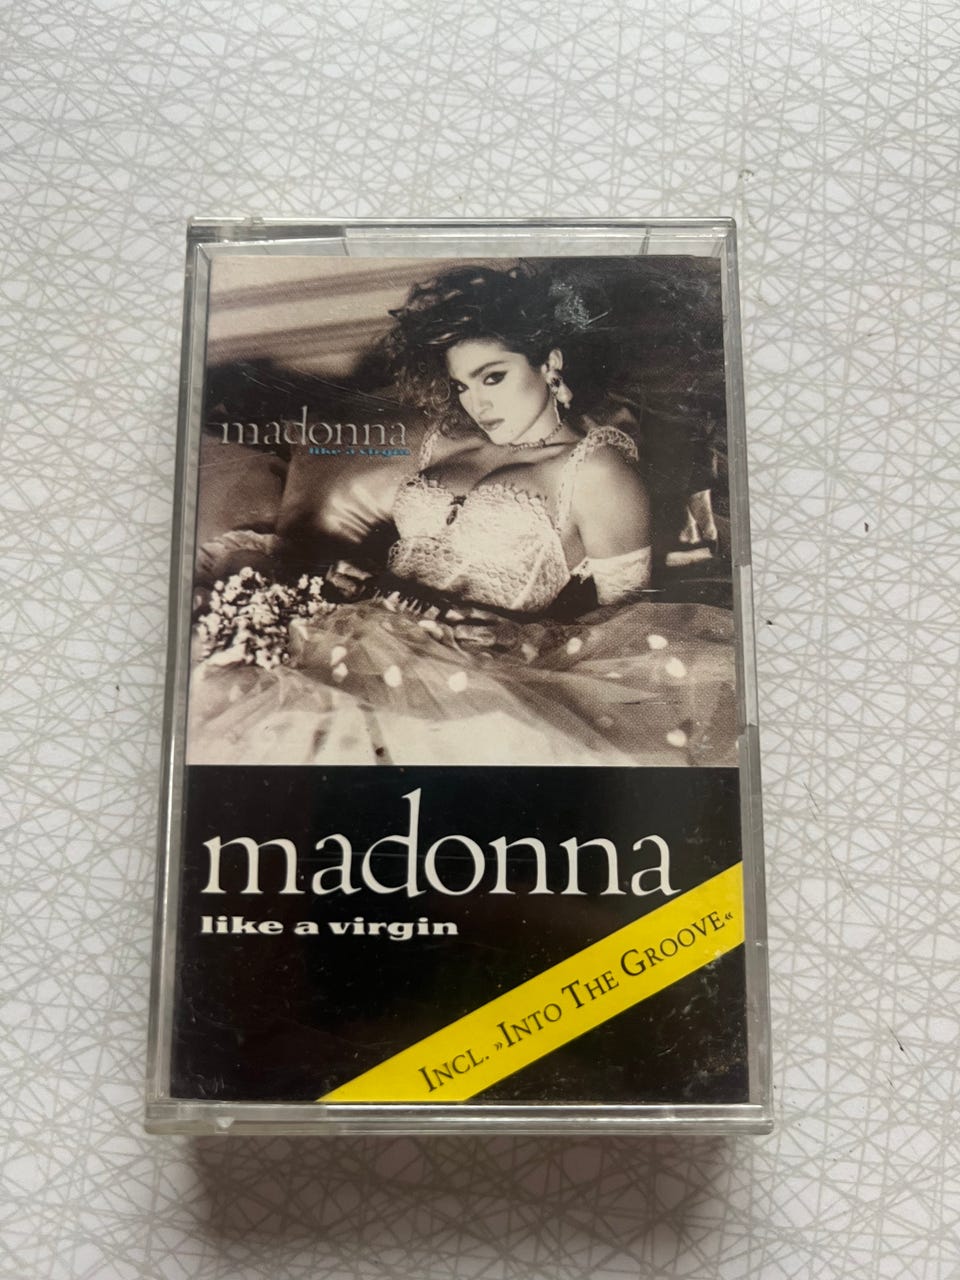 madonna
like a virgin
madonna
like a virgin
INCL. »INTO THE GROOVE«